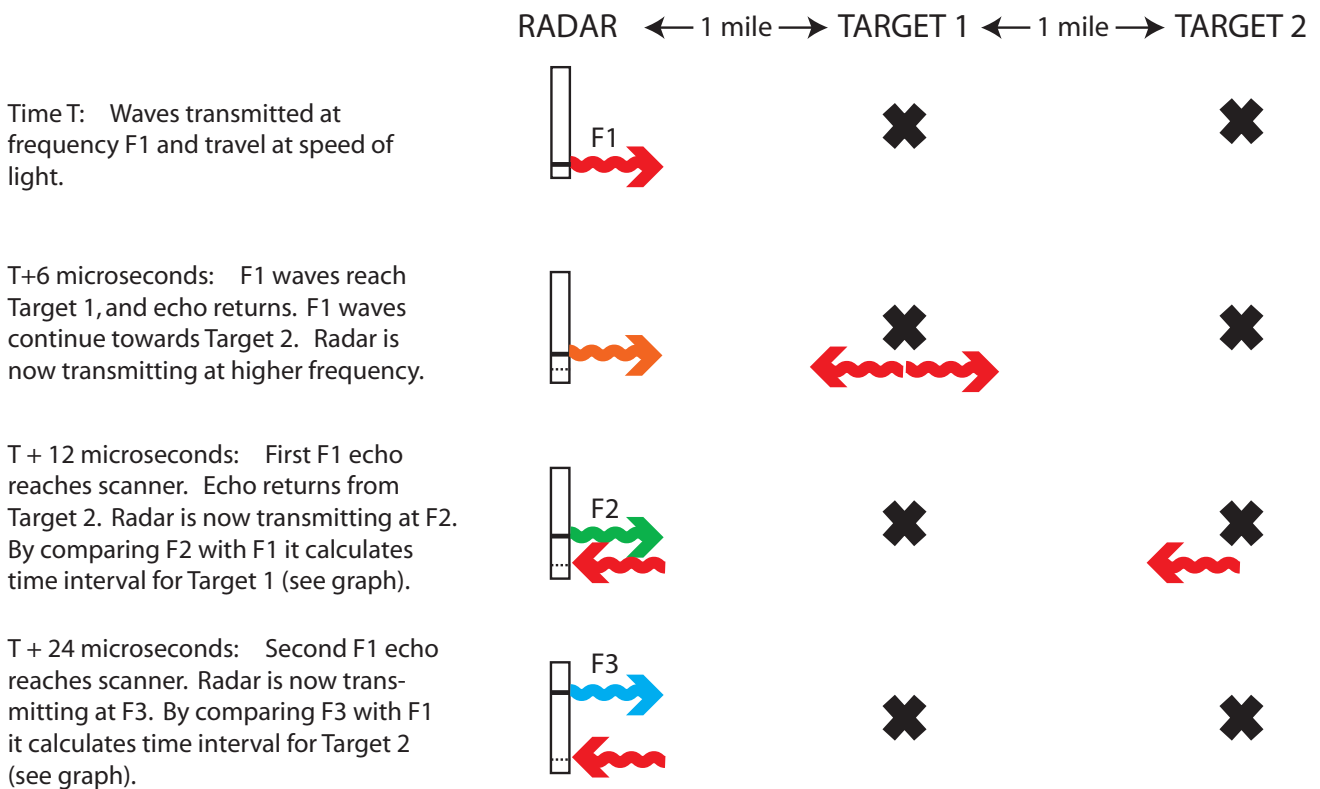 RADAR 1 mile TARGET 1 1 mile TARGET 2
Time T: Waves transmitted at
frequency F1 and travel at speed of
light.
F1
T+6 microseconds: F1 waves reach
Target 1, and echo returns. F1 waves
continue towards Target 2. Radar is
now transmitting at higher frequency.
T + 12 microseconds: First F1 echo
reaches scanner. Echo returns from
Target 2. Radar is now transmitting at F2.
By comparing F2 with F1 it calculates
time interval for Target 1 (see graph).
F2
T + 24 microseconds: Second F1 echo
reaches scanner. Radar is now trans-
mitting at F3. By comparing F3 with F1
it calculates time interval for Target 2
(see graph).
F3